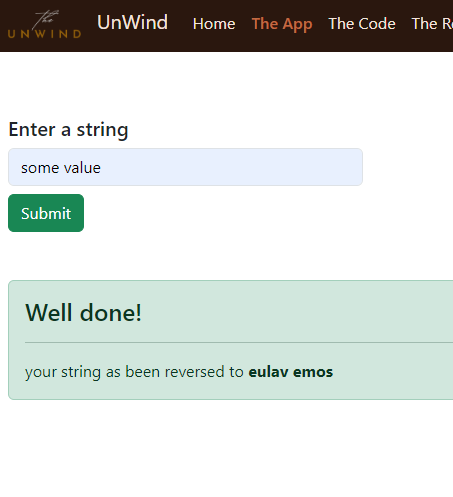 the UNWIND UnWind Home The App The Code The Re
Enter a string
some value
Submit
Well done!
your string as been reversed to eulav emos